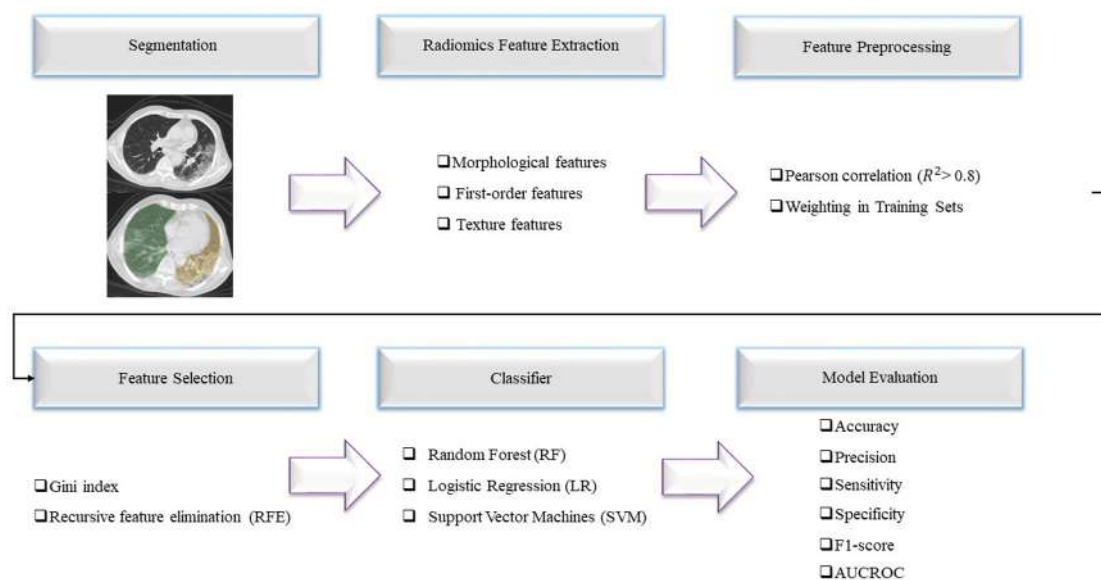 Segmentation
Radiomics Feature Extraction
Feature Preprocessing
❑Morphological features
❑First-order features
❑Texture features
❑Pearson correlation (R²> 0.8)
❑Weighting in Training Sets
Feature Selection
Classifier
Model Evaluation
❑Gini index
❑Recursive feature elimination (RFE)
❑ Random Forest (RF)
❑ Logistic Regression (LR)
❑ Support Vector Machines (SVM)
❑Accuracy
❑Precision
❑Sensitivity
❑Specificity
❑F1-score
❑AUCROC